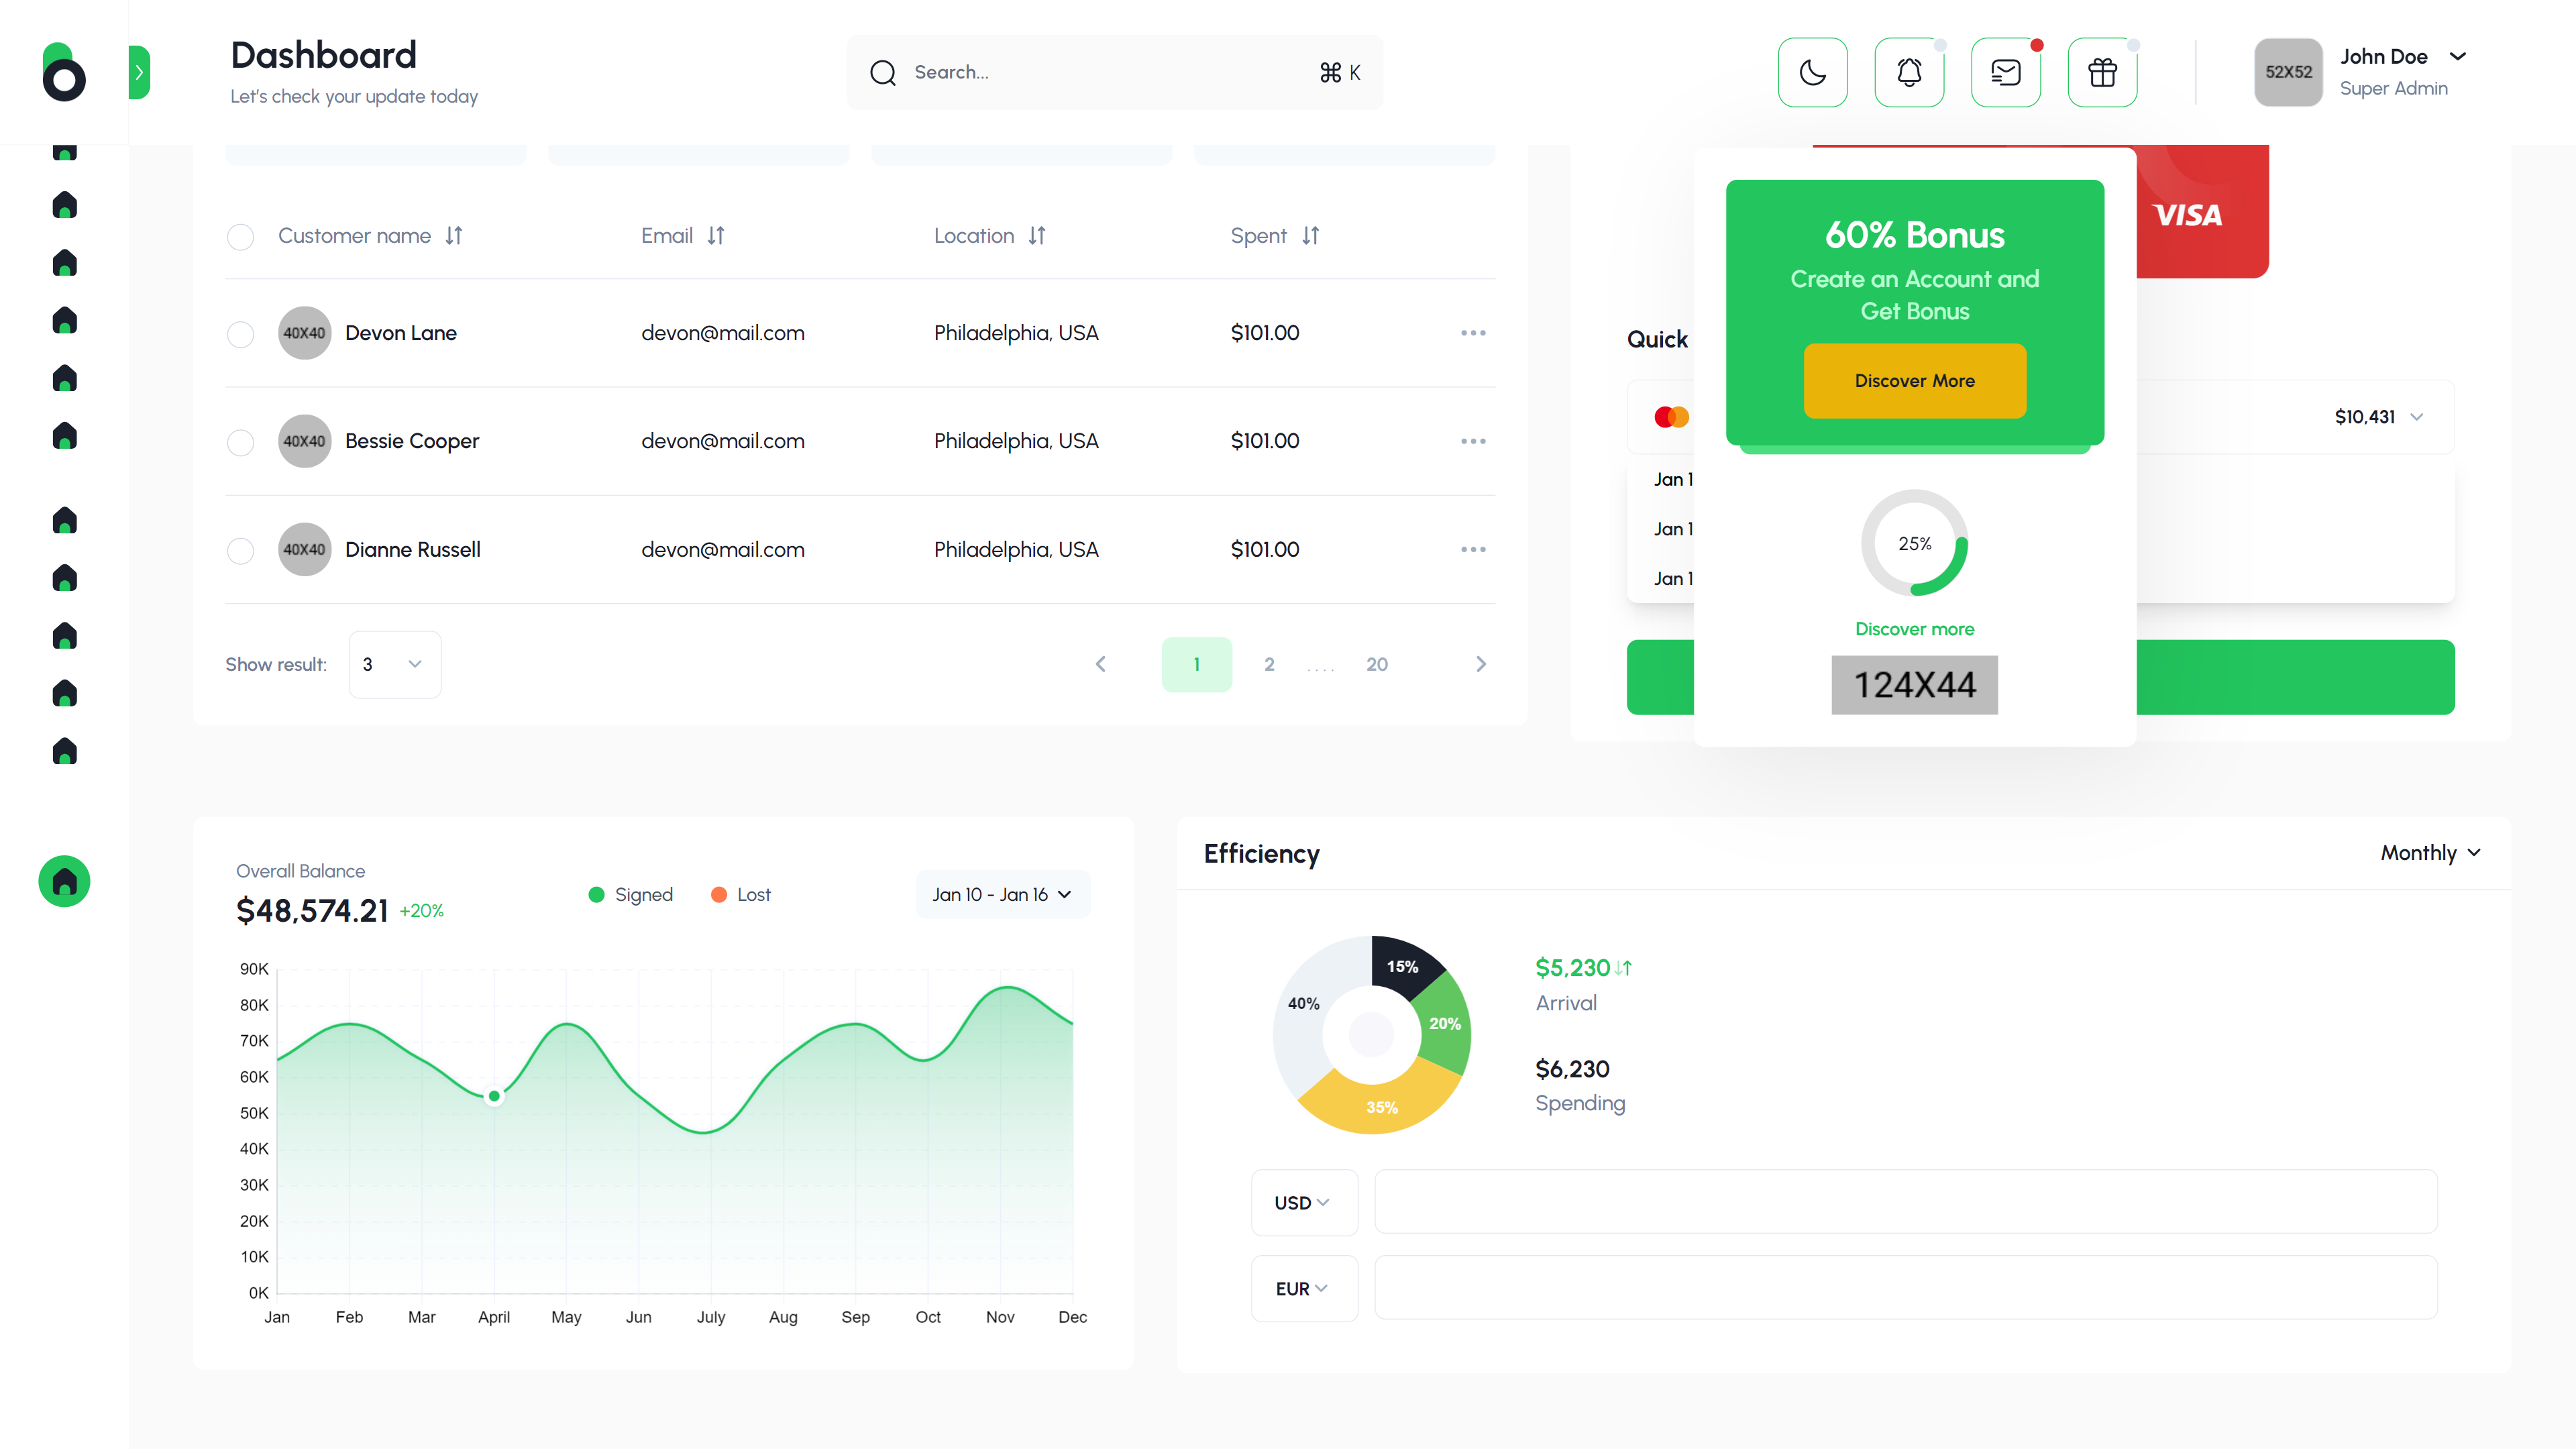 Dashboard
Let's check your update today
Search...
⌘ K
52X52
John Doe
Super Admin
VISA
Customer name
Email
Location
Spent
40X40
Devon Lane
devon@mail.com
Philadelphia, USA
$101.00
40X40
Bessie Cooper
devon@mail.com
Philadelphia, USA
$101.00
40X40
Dianne Russell
devon@mail.com
Philadelphia, USA
$101.00
Show result:
3
1
2
....
20
60% Bonus
Create an Account and
Get Bonus
Discover More
25%
Discover more
124X44
Quick
$10,431
Jan 1
Jan 1
Jan 1
Overall Balance
$48,574.21 +20%
Signed
Lost
Jan 10 - Jan 16
90K
80K
70K
60K
50K
40K
30K
20K
10K
0K
Jan
Feb
Mar
April
May
Jun
July
Aug
Sep
Oct
Nov
Dec
Efficiency
Monthly
15%
40%
20%
35%
$5,230
Arrival
$6,230
Spending
USD
EUR